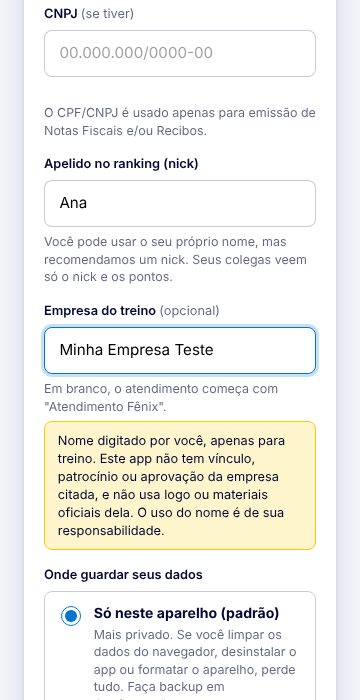 CNPJ (se tiver)
00.000.000/0000-00
O CPF/CNPJ é usado apenas para emissão de
Notas Fiscais e/ou Recibos.
Apelido no ranking (nick)
Ana
Você pode usar o seu próprio nome, mas
recomendamos um nick. Seus colegas veem
só o nick e os pontos.
Empresa do treino (opcional)
Minha Empresa Teste
Em branco, o atendimento começa com
"Atendimento Fênix".
Nome digitado por você, apenas para
treino. Este app não tem vínculo,
patrocínio ou aprovação da empresa
citada, e não usa logo ou materiais
oficiais dela. O uso do nome é de sua
responsabilidade.
Onde guardar seus dados
Só neste aparelho (padrão)
Mais privado. Se você limpar os
dados do navegador, desinstalar o
app ou formatar o aparelho, perde
tudo. Faça backup em